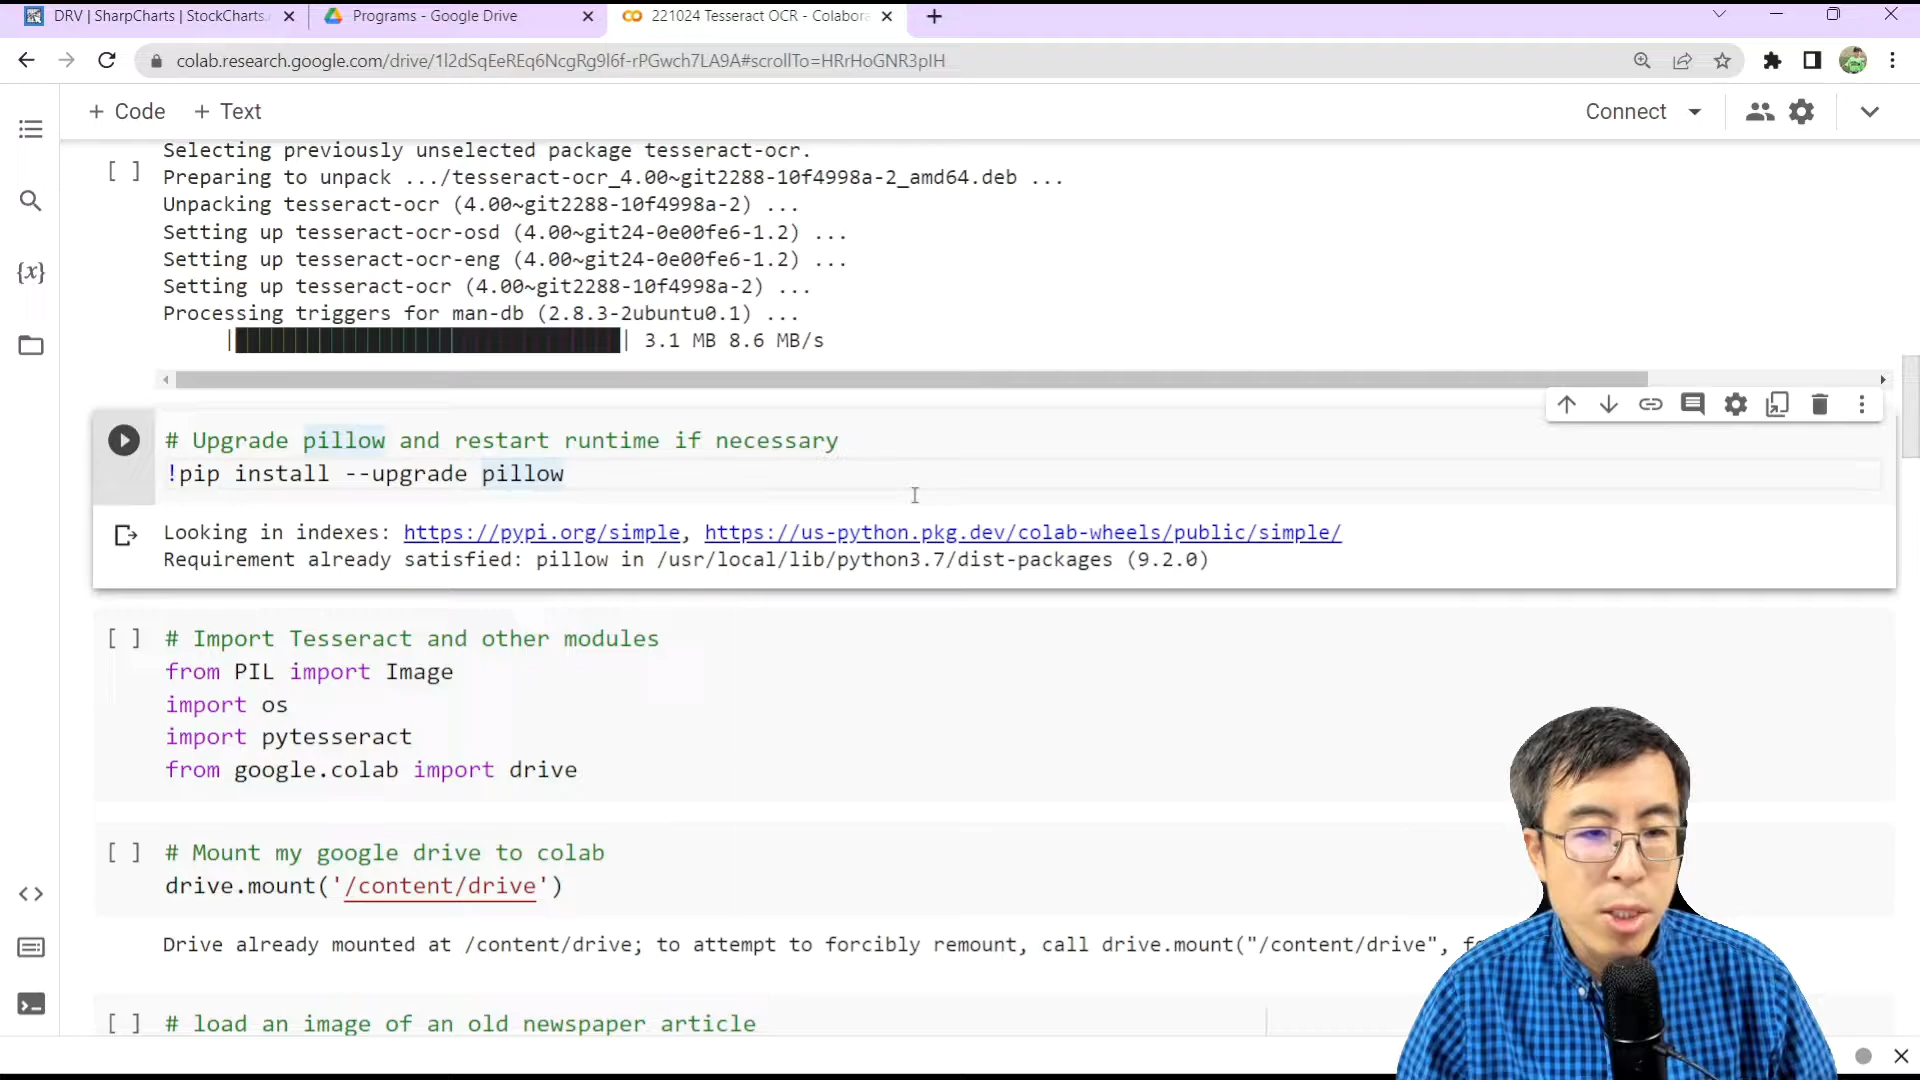 DRV | SharpCharts | StockCharts.
Programs - Google Drive
221024 Tesseract OCR - Colabora
colab.research.google.com/drive/1l2dSqEeREq6NcgRg9l6f-rPGwch7LA9A#scrollTo=HRrHoGNR3pIH
+ Code + Text
Connect
Selecting previously unselected package tesseract-ocr.
[ ] Preparing to unpack .../tesseract-ocr_4.00~git2288-10f4998a-2_amd64.deb ...
Unpacking tesseract-ocr (4.00~git2288-10f4998a-2) ...
Setting up tesseract-ocr-osd (4.00~git24-0e00fe6-1.2) ...
Setting up tesseract-ocr-eng (4.00~git24-0e00fe6-1.2) ...
Setting up tesseract-ocr (4.00~git2288-10f4998a-2) ...
Processing triggers for man-db (2.8.3-2ubuntu0.1) ...
3.1 MB 8.6 MB/s
# Upgrade pillow and restart runtime if necessary
!pip install --upgrade pillow
Looking in indexes: https://pypi.org/simple, https://us-python.pkg.dev/colab-wheels/public/simple/
Requirement already satisfied: pillow in /usr/local/lib/python3.7/dist-packages (9.2.0)
[ ] # Import Tesseract and other modules
from PIL import Image
import os
import pytesseract
from google.colab import drive
[ ] # Mount my google drive to colab
drive.mount('/content/drive')
Drive already mounted at /content/drive; to attempt to forcibly remount, call drive.mount("/content/drive",
[ ] # load an image of an old newspaper article